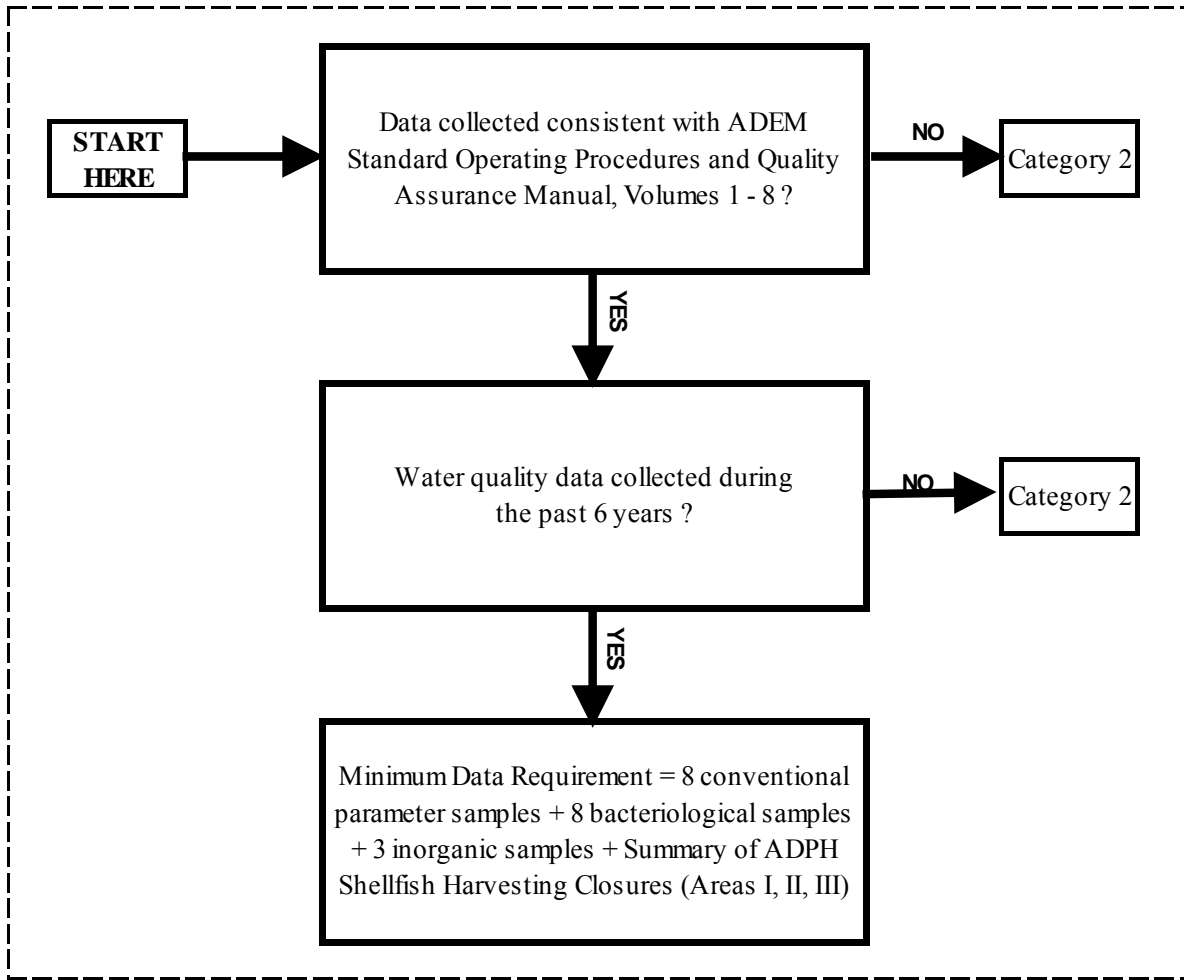 START
HERE
Data collected consistent with ADEM
Standard Operating Procedures and Quality
Assurance Manual, Volumes 1 - 8 ?
NO
Category 2
YES
Water quality data collected during
the past 6 years ?
NO
Category 2
YES
Minimum Data Requirement = 8 conventional
parameter samples + 8 bacteriological samples
+ 3 inorganic samples + Summary of ADPH
Shellfish Harvesting Closures (Areas I, II, III)